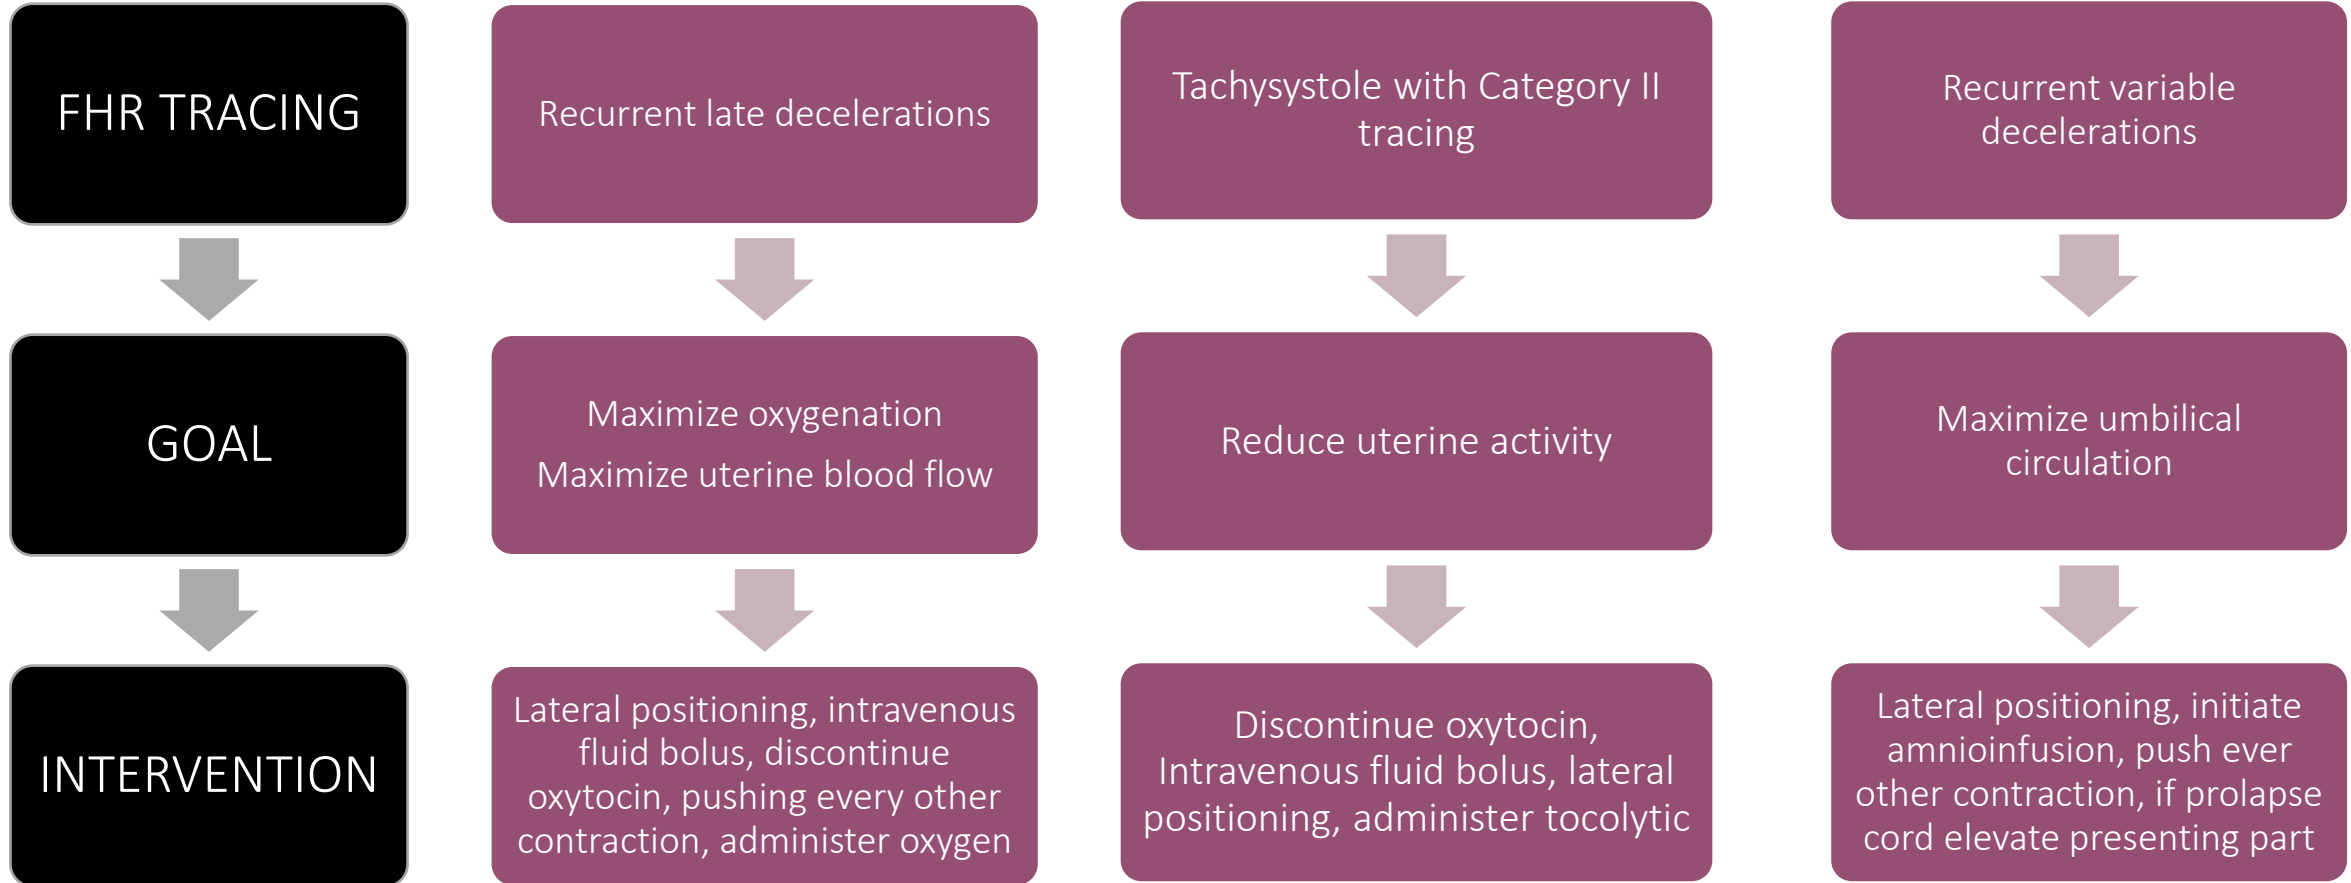 FHR TRACING
Recurrent late decelerations
Tachysystole with Category II
tracing
Recurrent variable
decelerations
GOAL
Maximize oxygenation
Maximize uterine blood flow
Reduce uterine activity
Maximize umbilical
circulation
INTERVENTION
Lateral positioning, intravenous
fluid bolus, discontinue
oxytocin, pushing every other
contraction, administer oxygen
Discontinue oxytocin,
Intravenous fluid bolus, lateral
positioning, administer tocolytic
Lateral positioning, initiate
amnioinfusion, push ever
other contraction, if prolapse
cord elevate presenting part